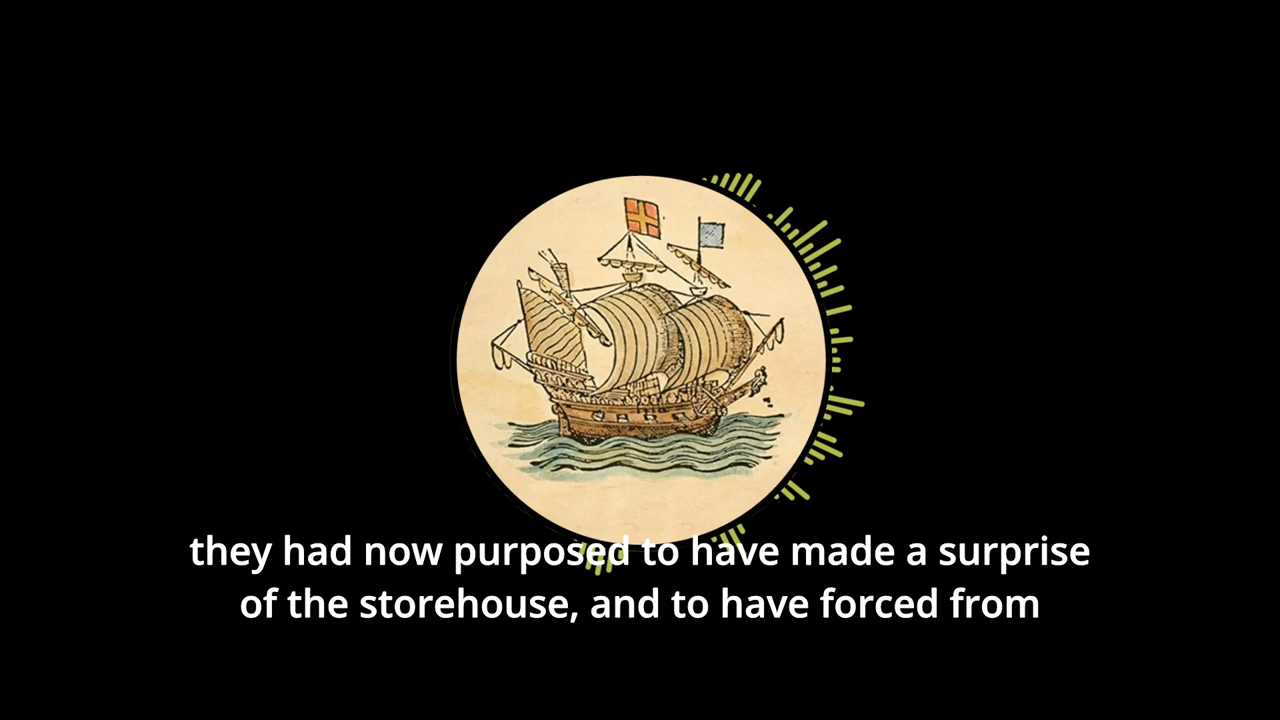 they had now purposed to have made a surprise
of the storehouse, and to have forced from